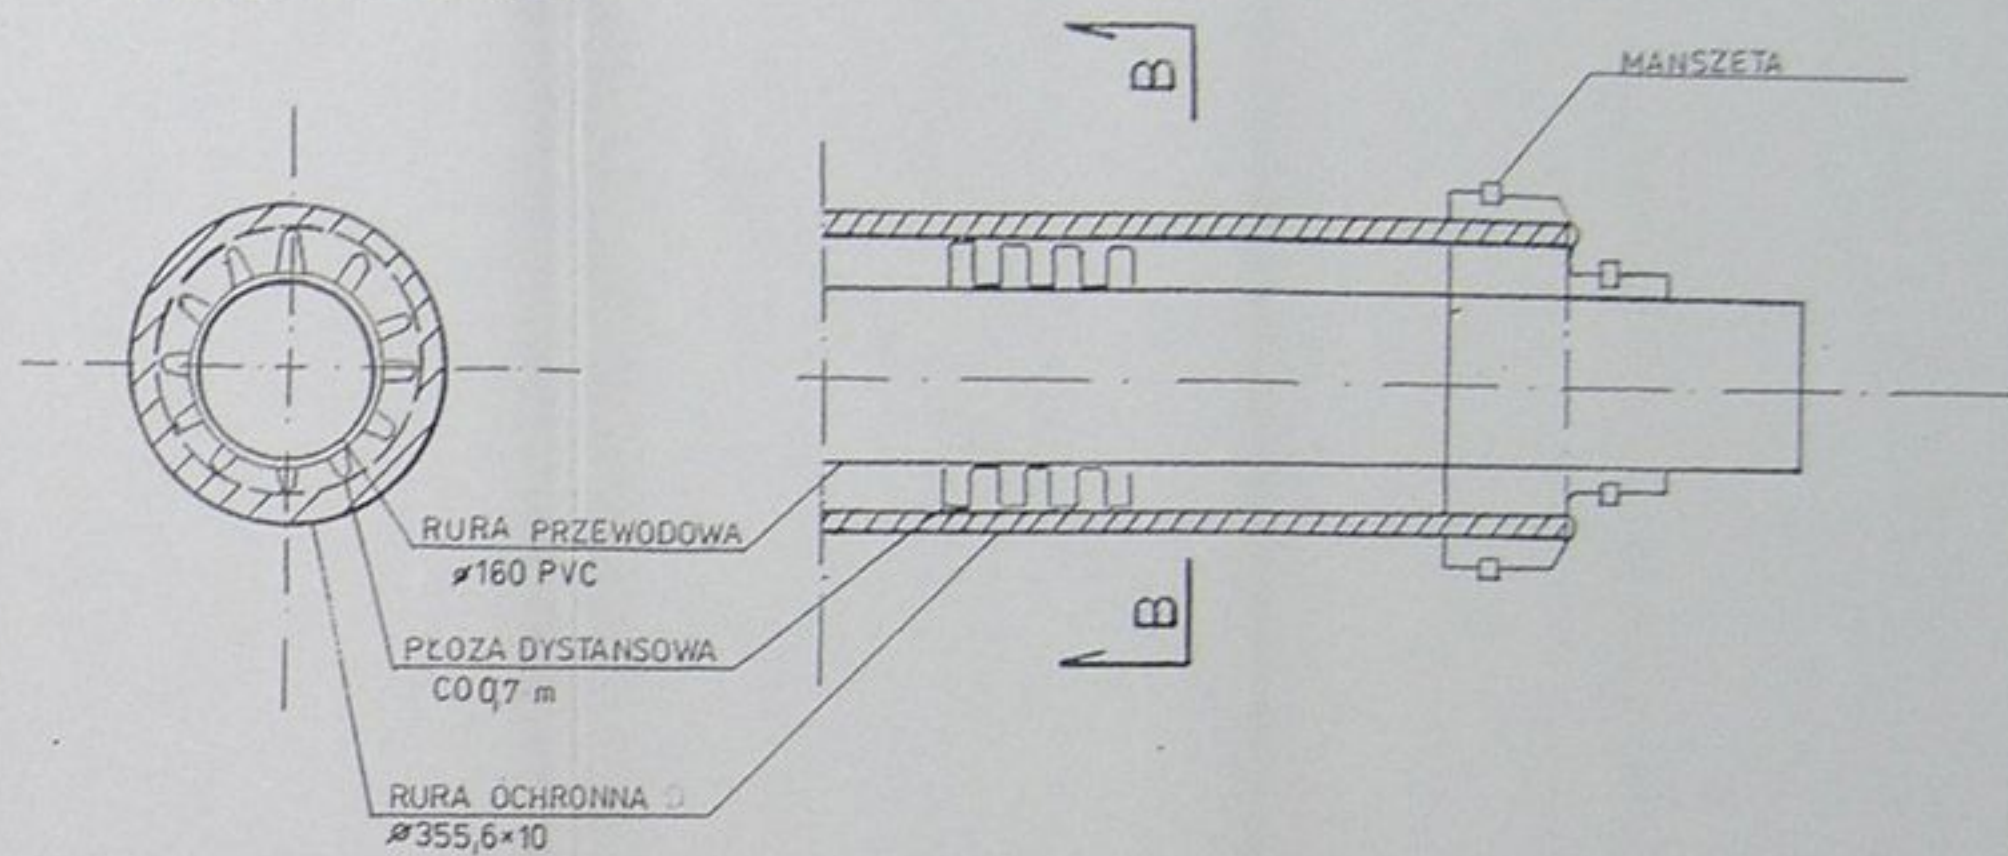 B
MANSZETA
RURA PRZEWODOWA
ø160 PVC
PŁOZA DYSTANSOWA
CO 0,7 m
RURA OCHRONNA
ø355,6×10
B